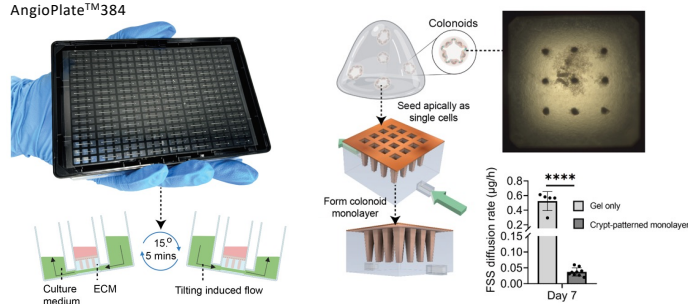 AngioPlate™384
Colonoids
Seed apically as
single cells
Form colonoid
monolayer
15.º
5 mins
Culture
medium
ECM
Tilting induced flow
FSS diffusion rate (µg/h)
0.8
0.6
0.4
0.2
0.15
0.10
0.05
0.00
****
Gel only
Crypt-patterned monolayer
Day 7